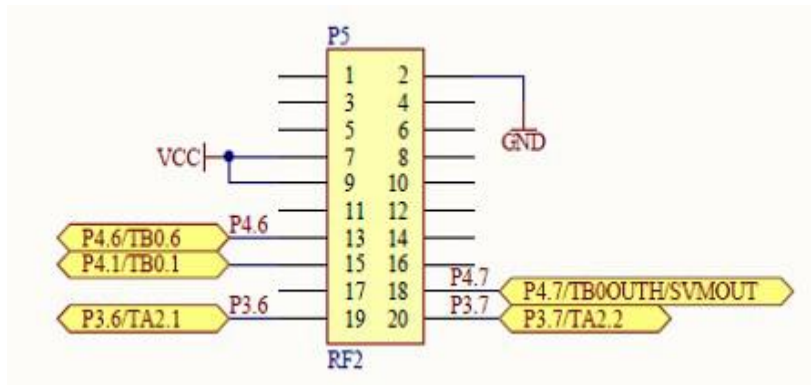 P5
1 2
3 4
5 6
GND
VCC 7 8
9 10
11 12
P4.6/TB0.6 P4.6 13 14
P4.1/TB0.1 15 16
P4.7
17 18 P4.7/TB0OUTH/SVMOUT
P3.6/TA2.1 P3.6 19 20 P3.7 P3.7/TA2.2
RF2